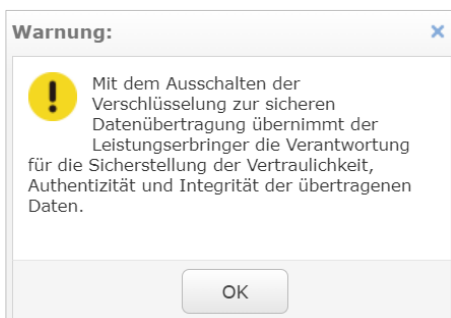 Warnung:
Mit dem Ausschalten der
Verschlüsselung zur sicheren
Datenübertragung übernimmt der
Leistungserbringer die Verantwortung
für die Sicherstellung der Vertraulichkeit,
Authentizität und Integrität der übertragenen
Daten.
OK